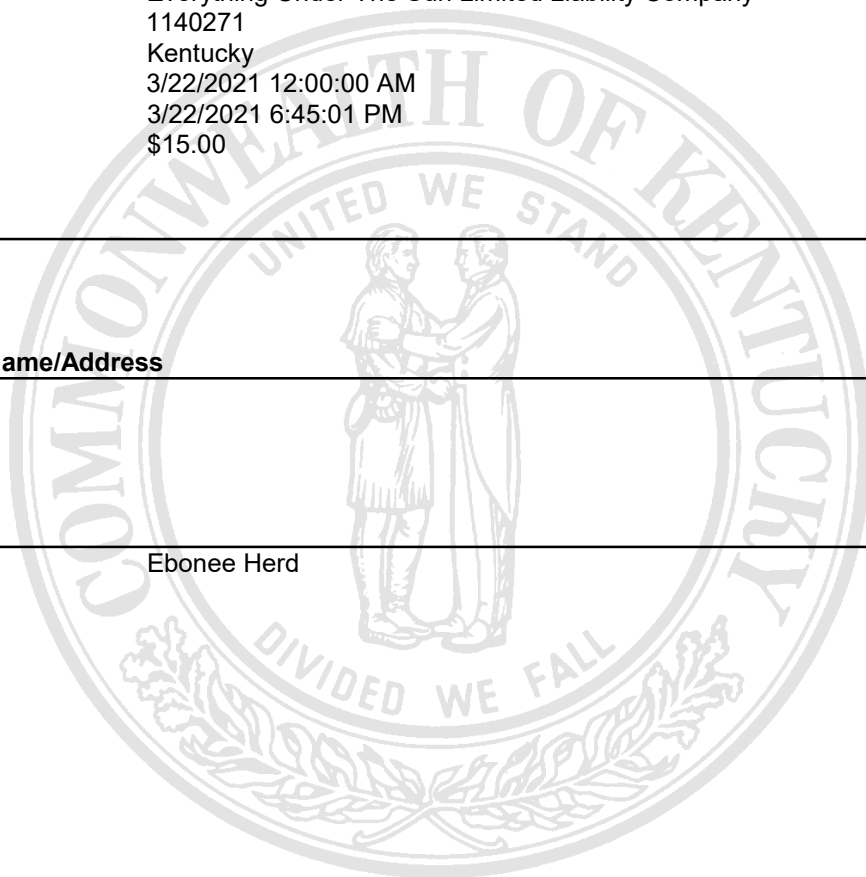 Everything Under The Sun Limited Liability Company
1140271
Kentucky
3/22/2021 12:00:00 AM
3/22/2021 6:45:01 PM
$15.00
COMMONWEALTH OF KENTUCKY
UNITED WE STAND
ame/Address
Ebonee Herd
DIVIDED WE FALL